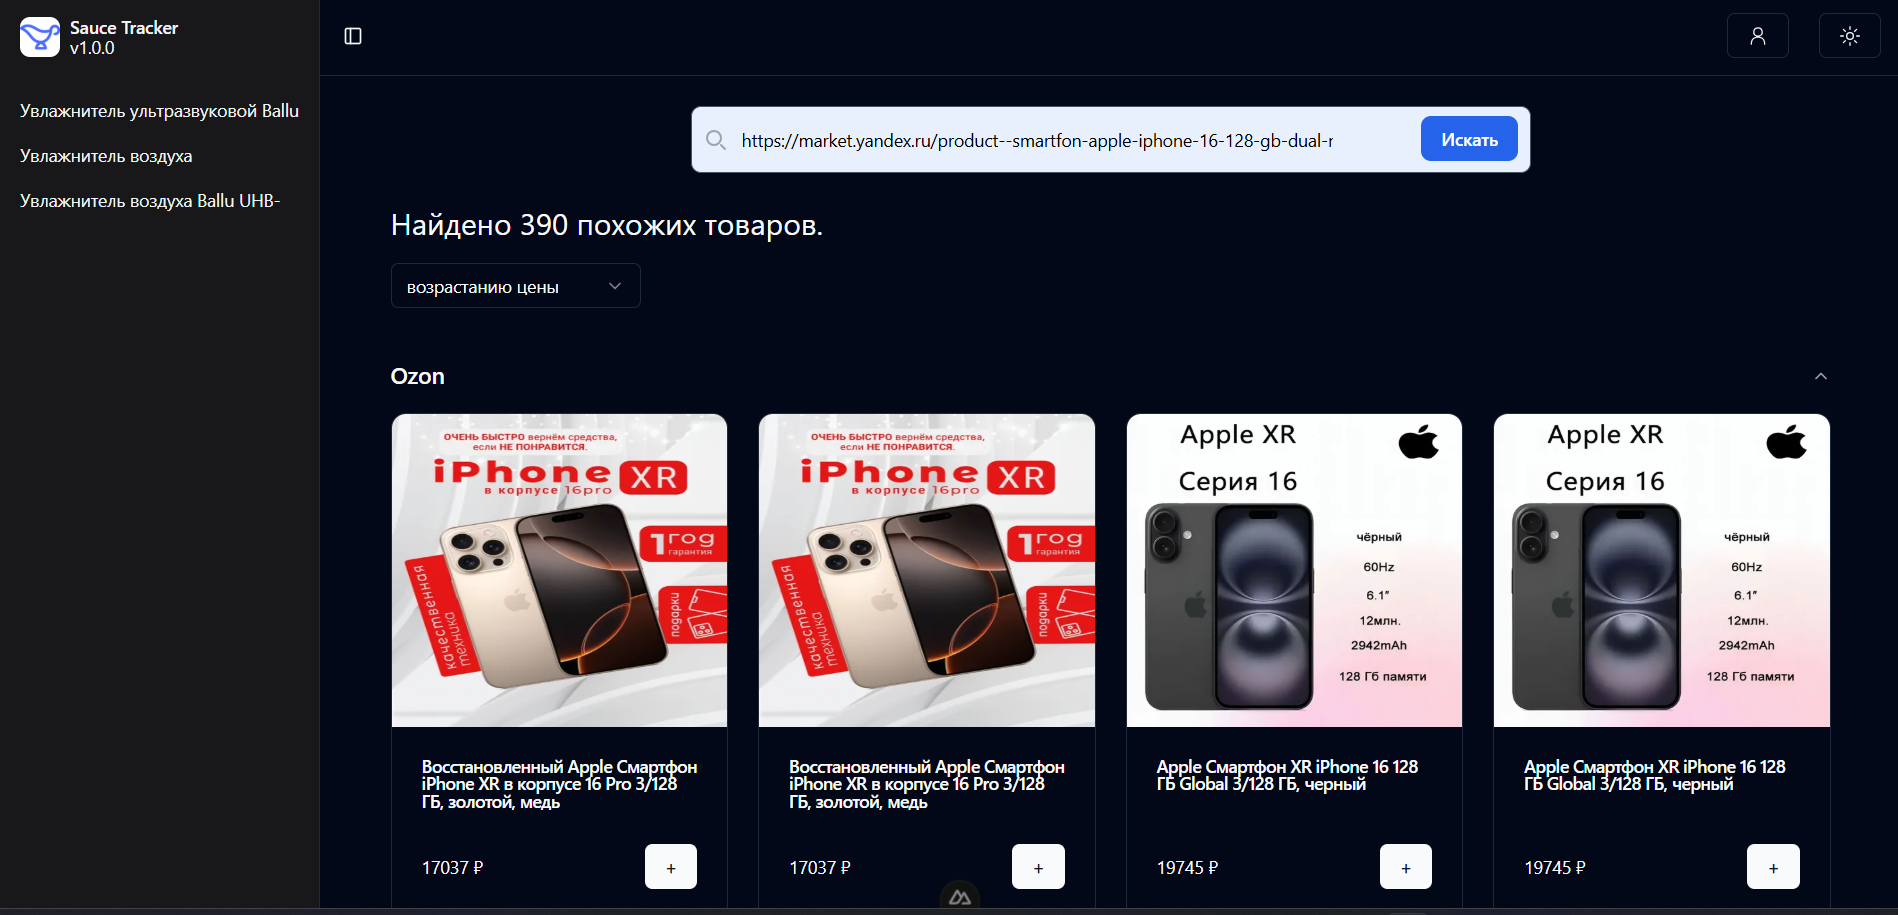 Sauce Tracker
v1.0.0
Увлажнитель ультразвуковой Ballu
Увлажнитель воздуха
Увлажнитель воздуха Ballu UHB-
https://market.yandex.ru/product--smartfon-apple-iphone-16-128-gb-dual-r
Искать
Найдено 390 похожих товаров.
возрастанию цены
Ozon
ОЧЕНЬ БЫСТРО вернём средства,
если НЕ ПОНРАВИТСЯ.
iPhone XR
в корпусе 16pro
1 год
гарантия
качественная
техника
подарки
Восстановленный Apple Смартфон
iPhone XR в корпусе 16 Pro 3/128
ГБ, золотой, медь
17037 ₽
+
ОЧЕНЬ БЫСТРО вернём средства,
если НЕ ПОНРАВИТСЯ.
iPhone XR
в корпусе 16pro
1 год
гарантия
качественная
техника
подарки
Восстановленный Apple Смартфон
iPhone XR в корпусе 16 Pro 3/128
ГБ, золотой, медь
17037 ₽
+
Apple XR
Серия 16
чёрный
60Hz
6.1"
12млн.
2942mAh
128 Гб памяти
Apple Смартфон XR iPhone 16 128
ГБ Global 3/128 ГБ, черный
19745 ₽
+
Apple XR
Серия 16
чёрный
60Hz
6.1"
12млн.
2942mAh
128 Гб памяти
Apple Смартфон XR iPhone 16 128
ГБ Global 3/128 ГБ, черный
19745 ₽
+